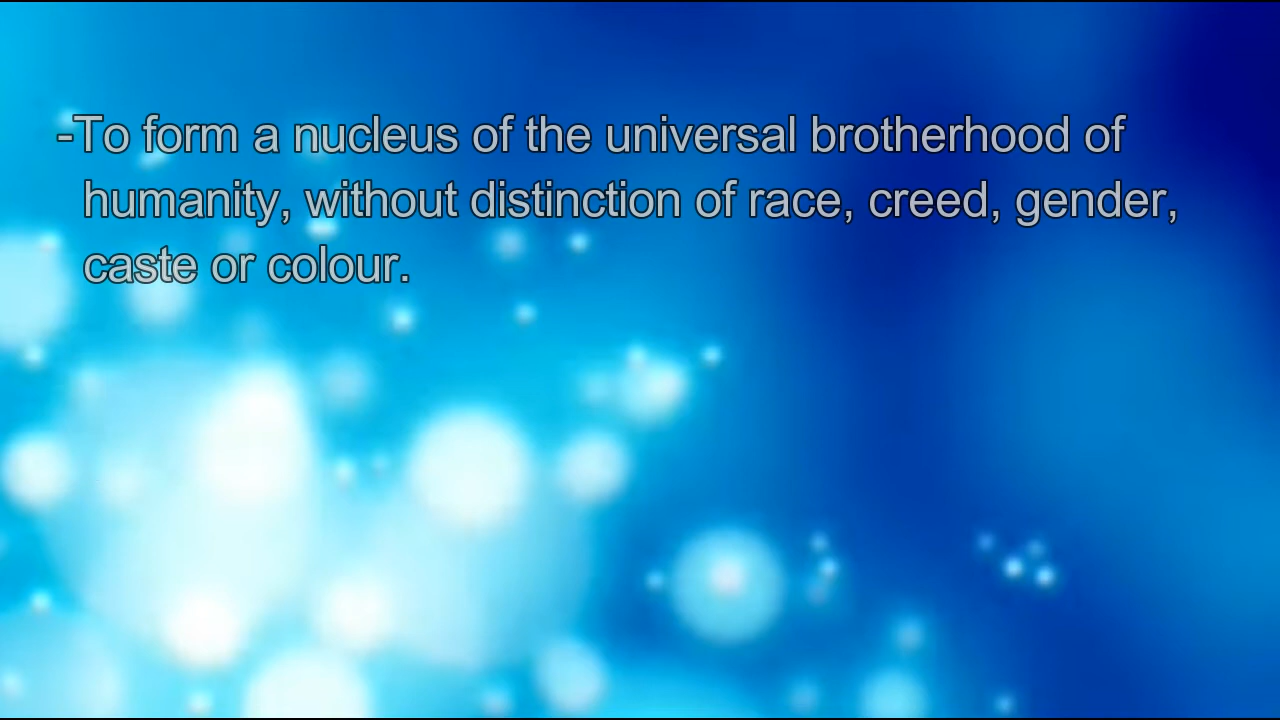 -To form a nucleus of the universal brotherhood of
humanity, without distinction of race, creed, gender,
caste or colour.